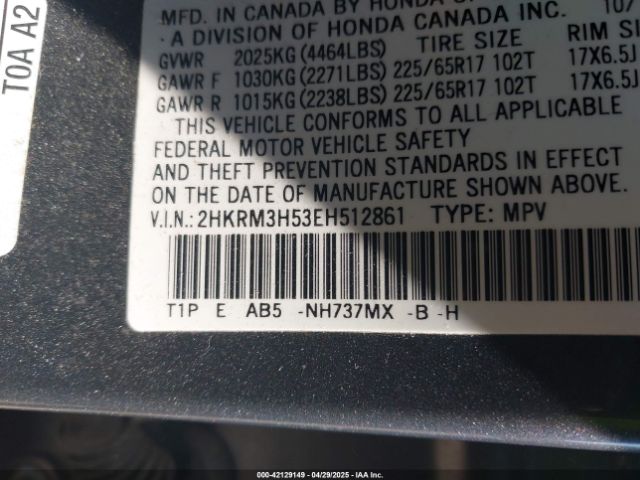 TOA A2
MFD. IN CANADA BY HONDA OF
10/
· A DIVISION OF HONDA CANADA INC.
TIRE SIZE RIM SI
GVWR 2025KG (4464LBS)
GAWR F 1030KG (2271LBS) 225/65R17 102T 17X6.5J
GAWR R 1015KG (2238LBS) 225/65R17 102T 17X6.5J
THIS VEHICLE CONFORMS TO ALL APPLICABLE
FEDERAL MOTOR VEHICLE SAFETY
AND THEFT PREVENTION STANDARDS IN EFFECT
ON THE DATE OF MANUFACTURE SHOWN ABOVE.
V.I.N.: 2HKRM3H53EH512861 TYPE: MPV
T1P E AB5 -NH737MX -B -H
000-42129149 04/29/2025 - IAA Inc.